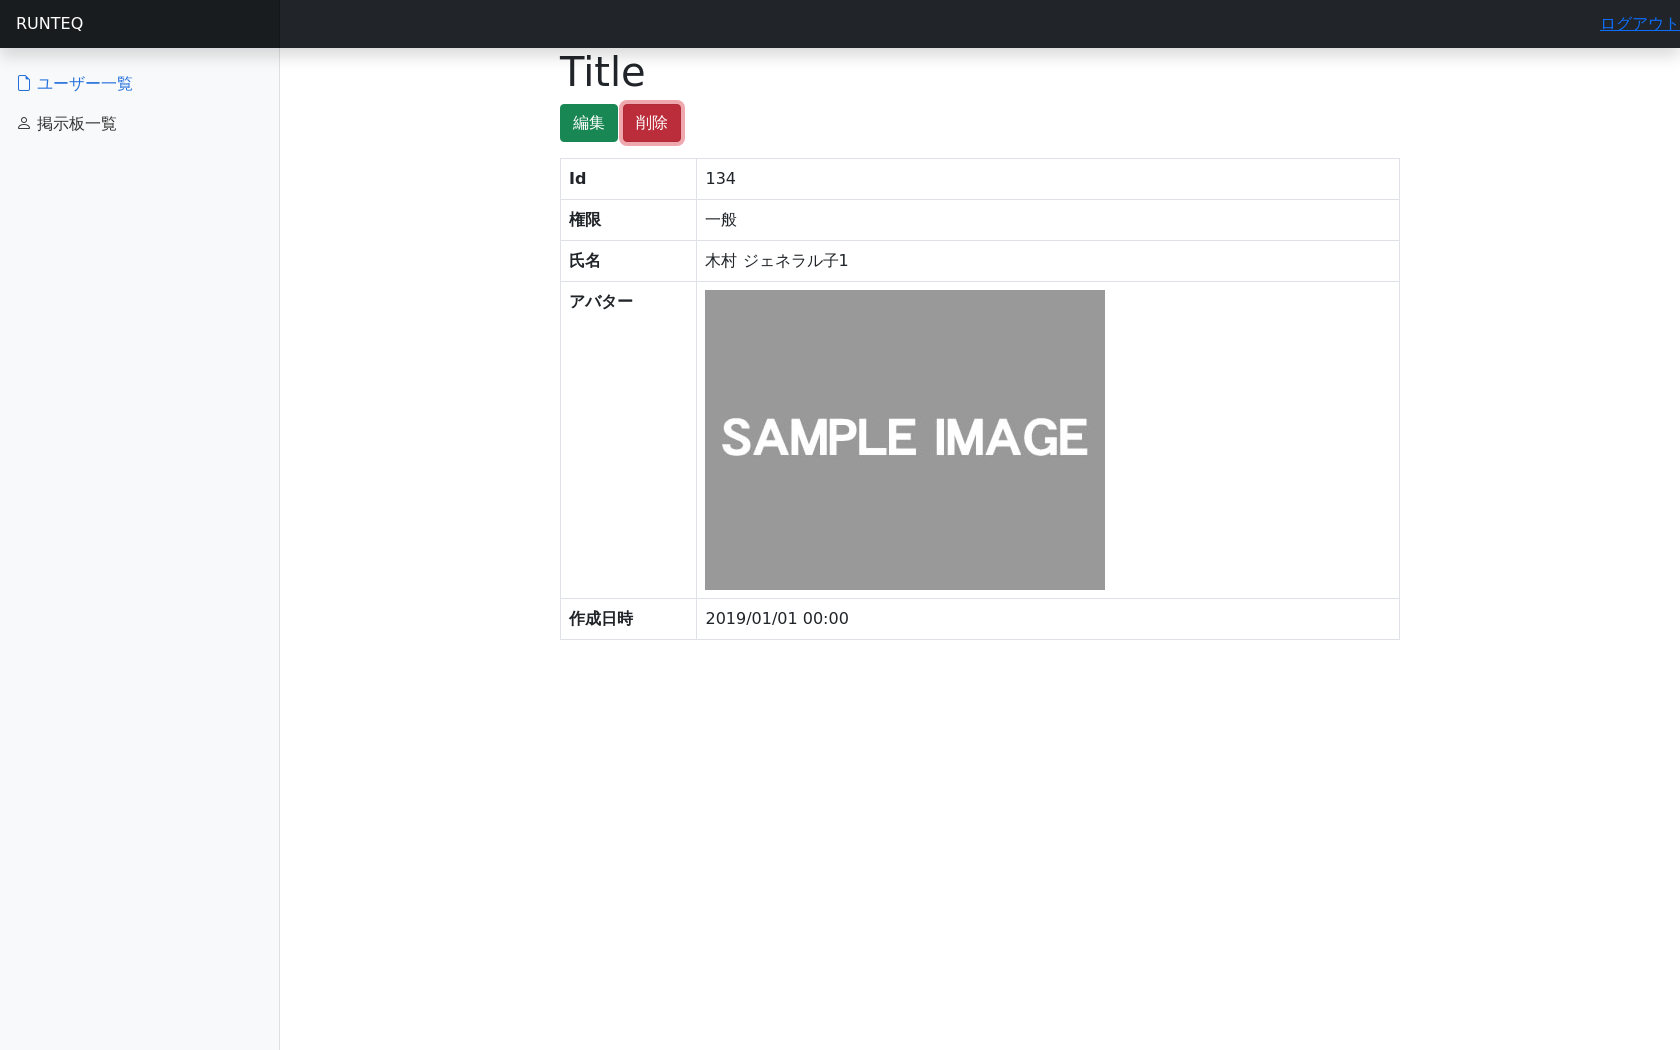 RUNTEQ
ログアウト
ユーザー一覧
掲示板一覧
Title
編集 削除
Id 134
権限 一般
氏名 木村 ジェネラル子1
アバター
SAMPLE IMAGE
作成日時 2019/01/01 00:00